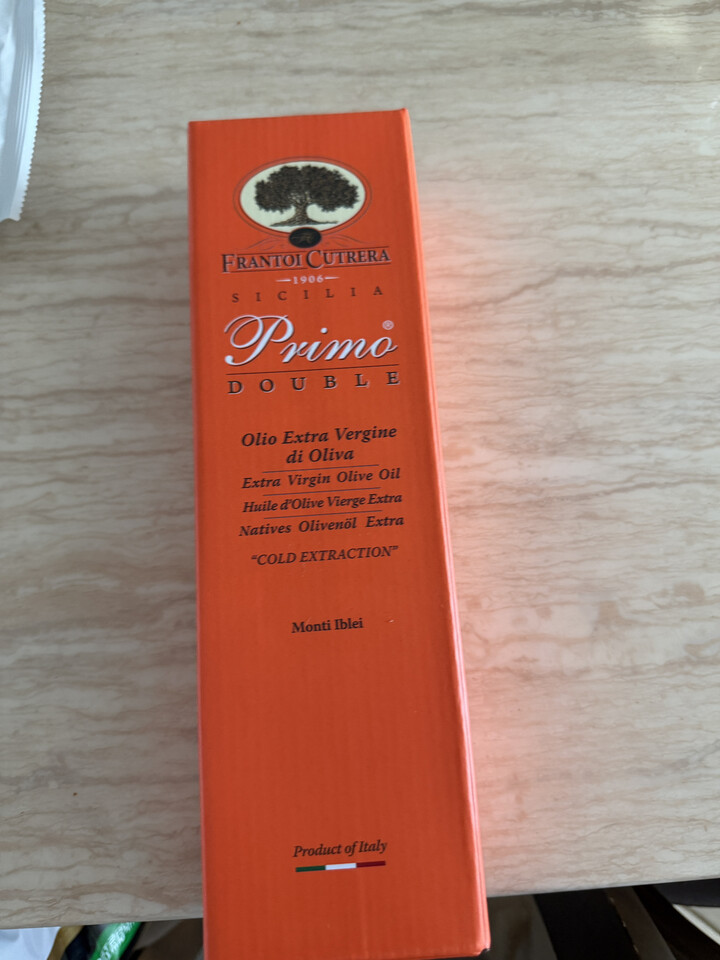 FRANTOI CUTRERA
1906
SICILIA
Primo®
DOUBLE
Olio Extra Vergine
di Oliva
Extra Virgin Olive Oil
Huile d'Olive Vierge Extra
Natives Olivenöl Extra
"COLD EXTRACTION"
Monti Iblei
Product of Italy